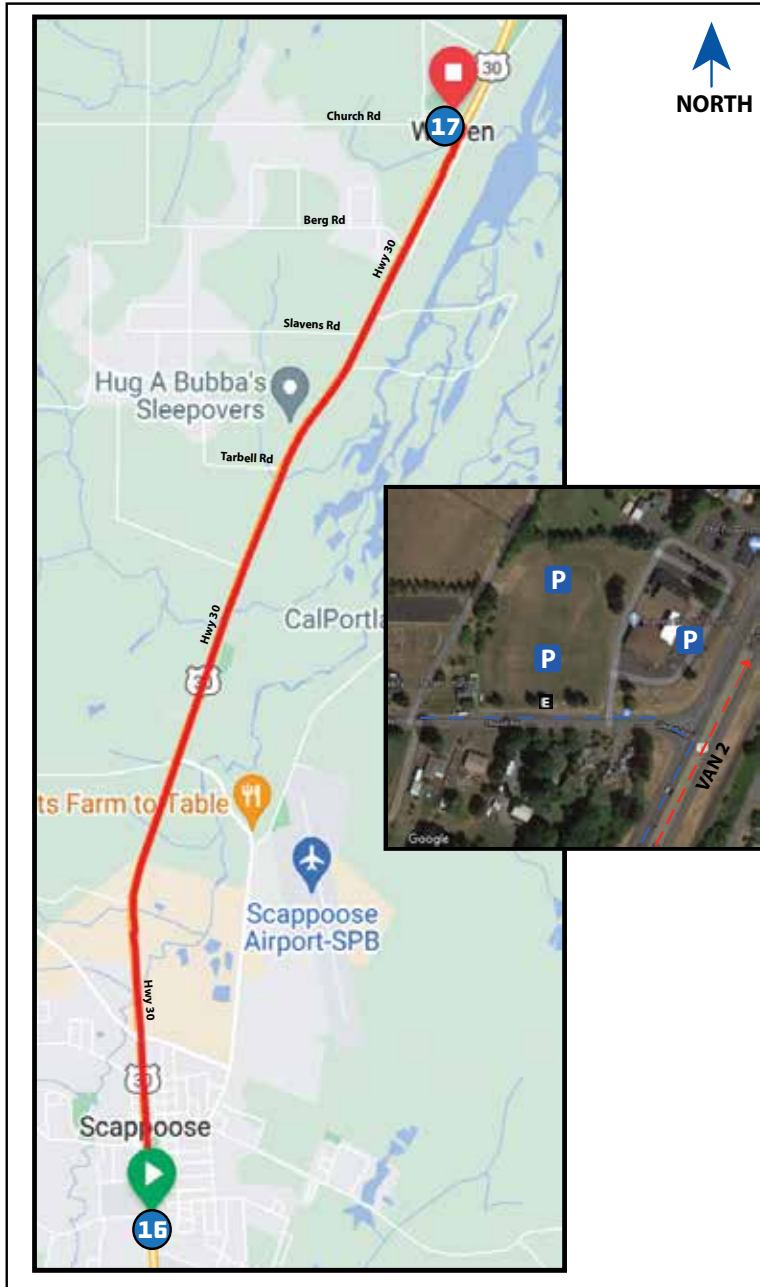 NORTH
30
Church Rd
17
Berg Rd
Hwy 30
Slavens Rd
Hug A Bubba's
Sleepovers
Tarbell Rd
P
P
P
E
VAN 2
Google
Hwy 30
30
ts Farm to Table
Scappoose
Airport-SPB
Hwy 30
30
Scappoose
16